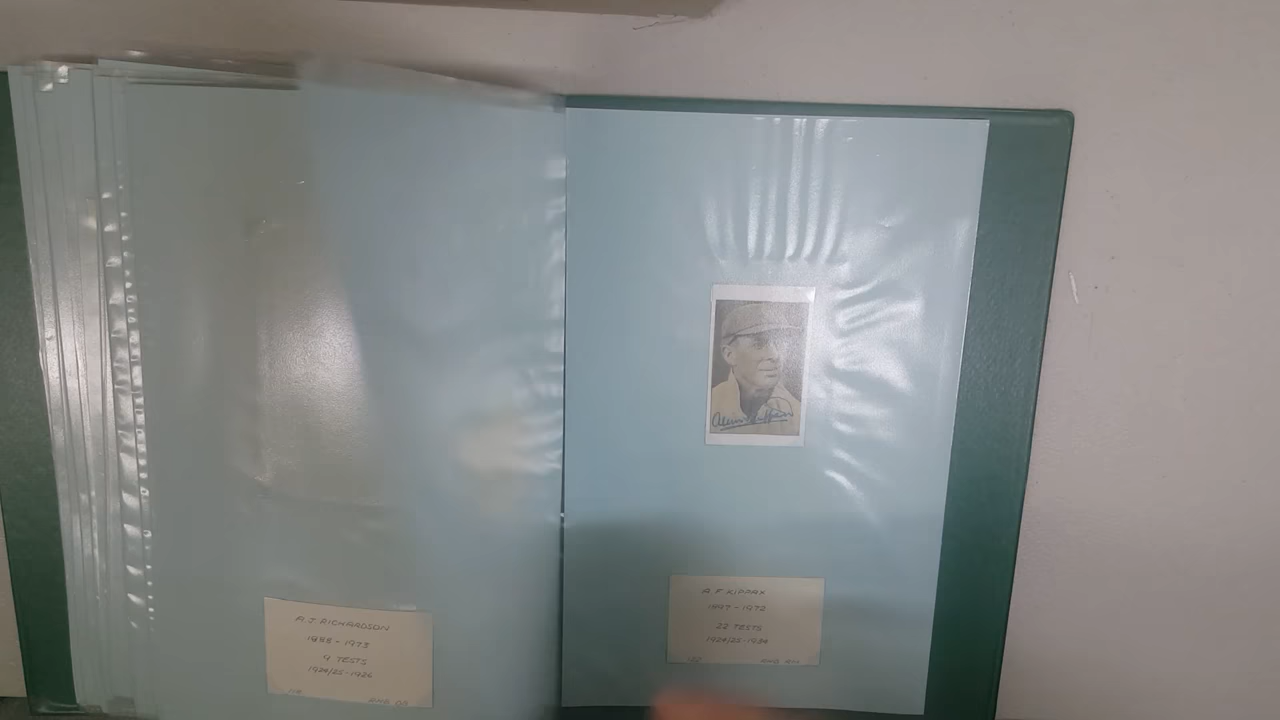 A J RICHARDSON
1888 - 1973
9 TESTS
1924/25 - 1926
A F KIPPAX
1897 - 1972
22 TESTS
1924/25 - 1934